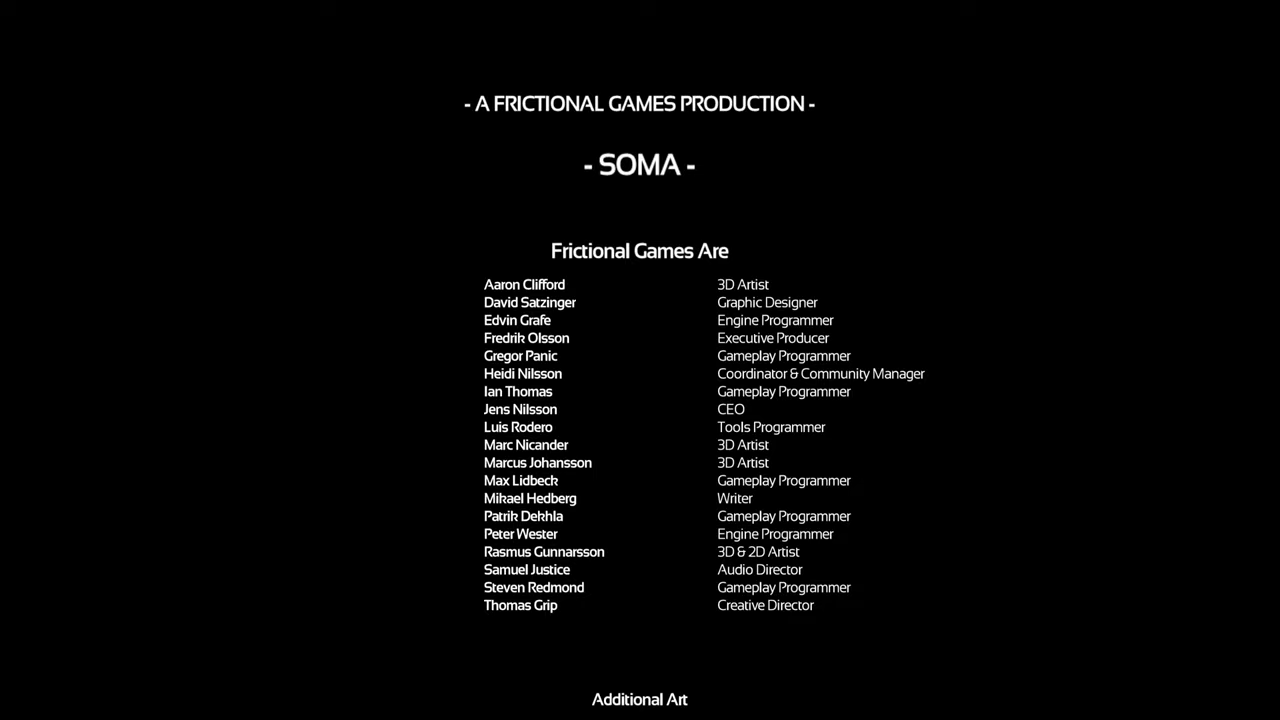 - A FRICTIONAL GAMES PRODUCTION -
- SOMA -
Frictional Games Are
Aaron Clifford 3D Artist
David Satzinger Graphic Designer
Edvin Grafe Engine Programmer
Fredrik Olsson Executive Producer
Gregor Panic Gameplay Programmer
Heidi Nilsson Coordinator & Community Manager
Ian Thomas Gameplay Programmer
Jens Nilsson CEO
Luis Rodero Tools Programmer
Marc Nicander 3D Artist
Marcus Johansson 3D Artist
Max Lidbeck Gameplay Programmer
Mikael Hedberg Writer
Patrik Dekhla Gameplay Programmer
Peter Wester Engine Programmer
Rasmus Gunnarsson 3D & 2D Artist
Samuel Justice Audio Director
Steven Redmond Gameplay Programmer
Thomas Grip Creative Director
Additional Art